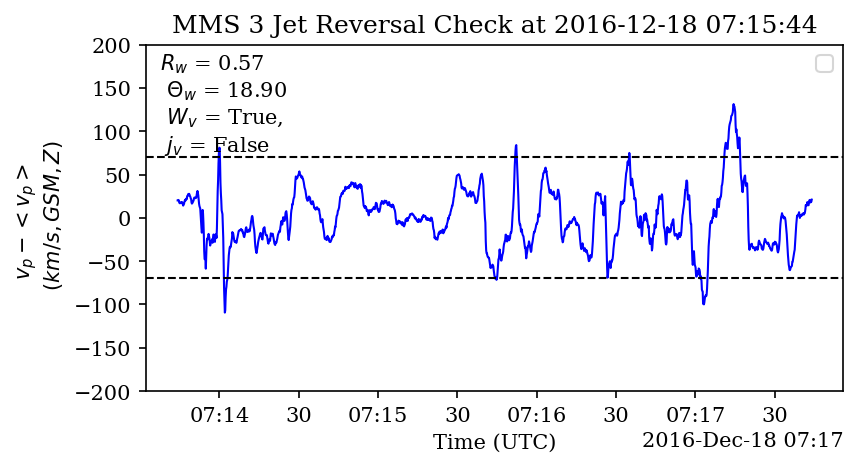 MMS 3 Jet Reversal Check at 2016-12-18 07:15:44
R_w = 0.57
Θ_w = 18.90
W_v = True,
j_v = False
200
150
100
50
0
−50
−100
−150
−200
v_p − < v_p >
(km/s, GSM, Z)
07:14 30 07:15 30 07:16 30 07:17 30
Time (UTC)
2016-Dec-18 07:17